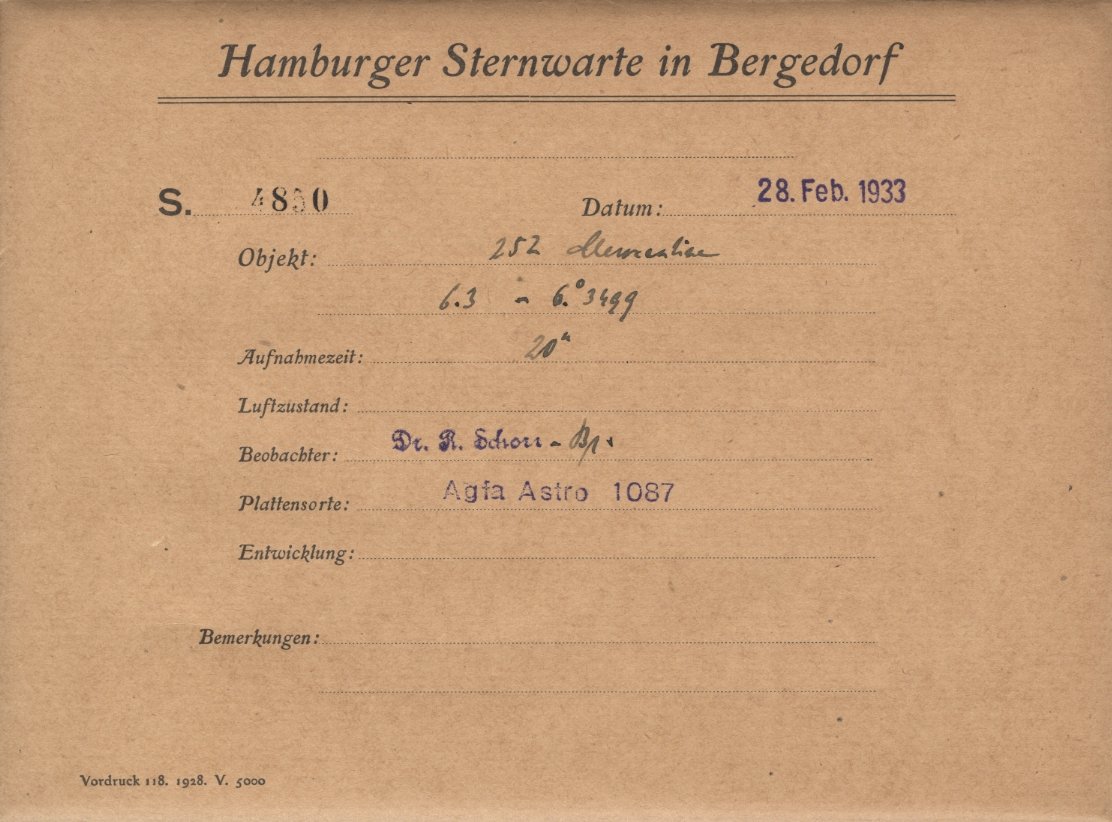 Hamburger Sternwarte in Bergedorf
S. 4850 Datum: 28. Feb. 1933
Objekt: 252 Clementina
6.3 - 6.°3499
Aufnahmezeit: 20ᵐ
Luftzustand:
Beobachter: Dr. R. Schorr -
Plattensorte: Agfa Astro 1087
Entwicklung:
Bemerkungen:
Vordruck 118. 1928. V. 5000